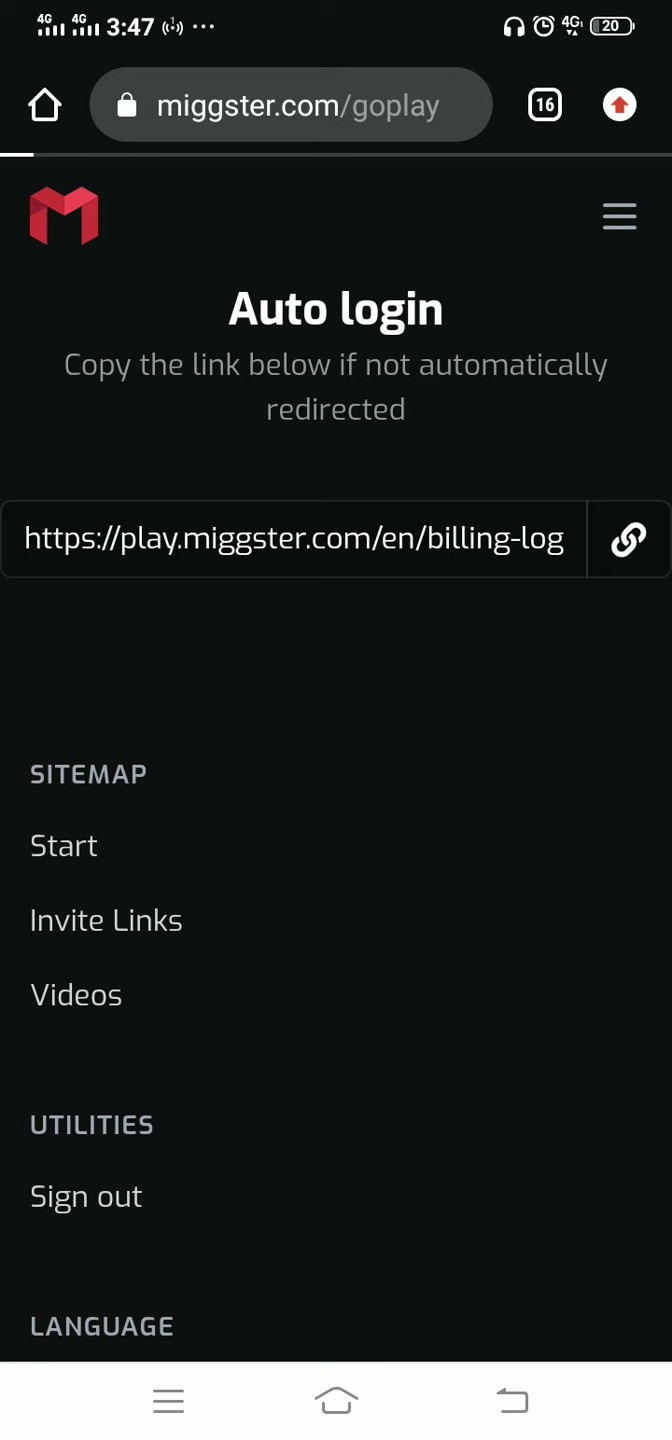 4G 4G 3:47 ...
4G 20
miggster.com/goplay
16
Auto login
Copy the link below if not automatically
redirected
https://play.miggster.com/en/billing-log
SITEMAP
Start
Invite Links
Videos
UTILITIES
Sign out
LANGUAGE